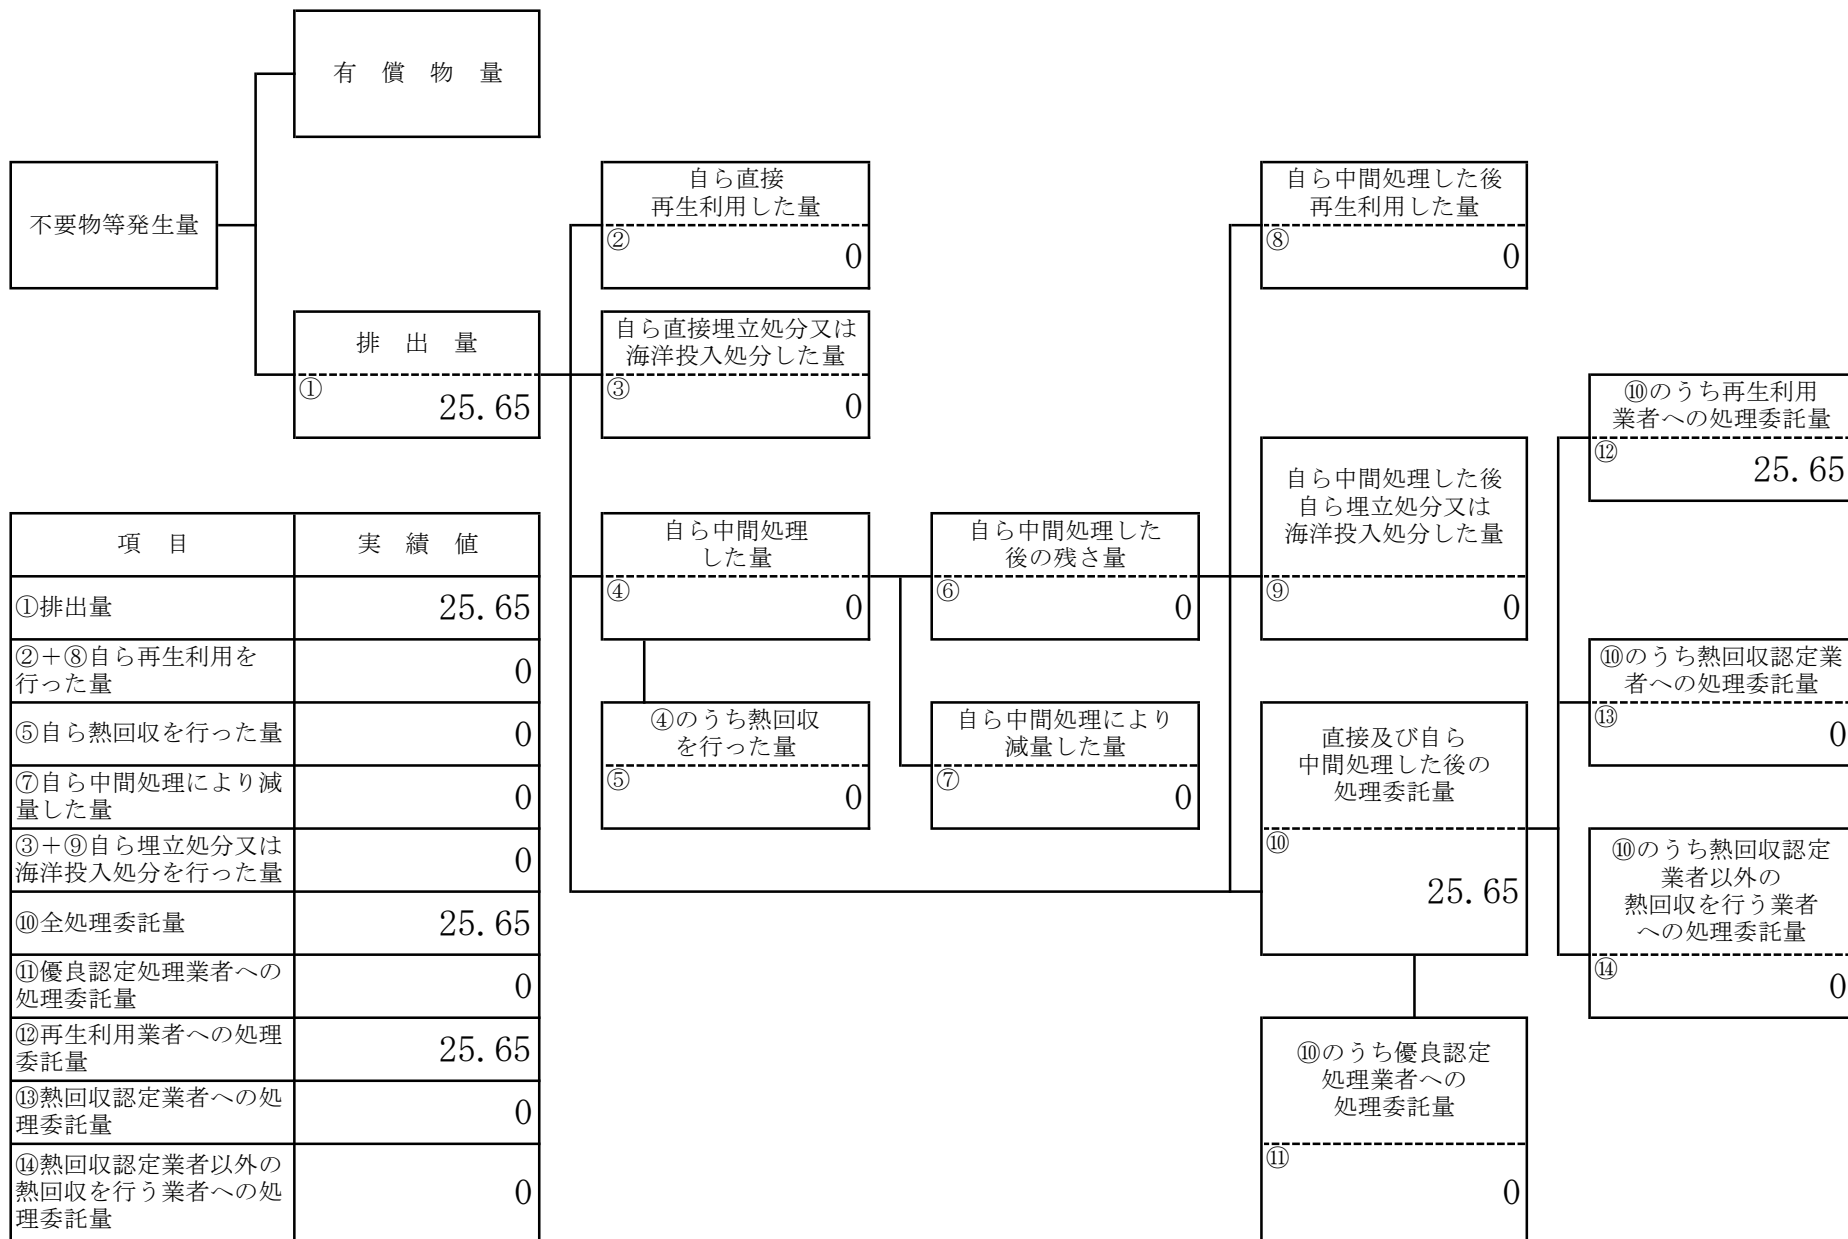 有 償 物 量
不要物等発生量
排 出 量
①
25.65
自ら直接
再生利用した量
②
0
自ら直接埋立処分又は
海洋投入処分した量
③
0
自ら中間処理
した量
④
0
④のうち熱回収
を行った量
⑤
0
自ら中間処理した
後の残さ量
⑥
0
自ら中間処理により
減量した量
⑦
0
自ら中間処理した後
再生利用した量
⑧
0
自ら中間処理した後
自ら埋立処分又は
海洋投入処分した量
⑨
0
直接及び自ら
中間処理した後の
処理委託量
⑩
25.65
⑩のうち優良認定
処理業者への
処理委託量
⑪
0
⑩のうち再生利用
業者への処理委託量
⑫
25.65
⑩のうち熱回収認定業
者への処理委託量
⑬
0
⑩のうち熱回収認定
業者以外の
熱回収を行う業者
への処理委託量
⑭
0
項 目
実 績 値
①排出量
25.65
②＋⑧自ら再生利用を
行った量
0
⑤自ら熱回収を行った量
0
⑦自ら中間処理により減
量した量
0
③＋⑨自ら埋立処分又は
海洋投入処分を行った量
0
⑩全処理委託量
25.65
⑪優良認定処理業者への
処理委託量
0
⑫再生利用業者への処理
委託量
25.65
⑬熱回収認定業者への処
理委託量
0
⑭熱回収認定業者以外の
熱回収を行う業者への処
理委託量
0